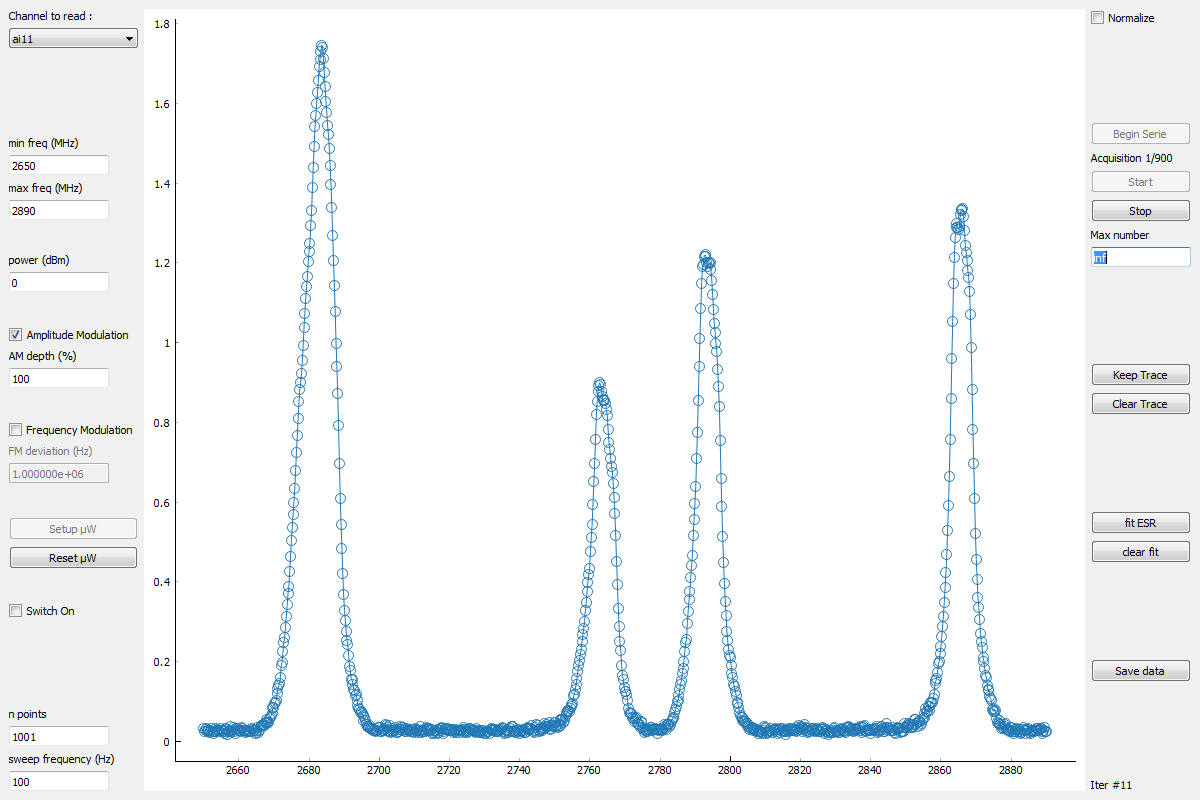 Channel to read :
ai11
min freq (MHz)
2650
max freq (MHz)
2890
power (dBm)
0
Amplitude Modulation
AM depth (%)
100
Frequency Modulation
FM deviation (Hz)
1.000000e+06
Setup µW
Reset µW
Switch On
n points
1001
sweep frequency (Hz)
100
1.8
1.6
1.4
1.2
1
0.8
0.6
0.4
0.2
0
2660 2680 2700 2720 2740 2760 2780 2800 2820 2840 2860 2880
Normalize
Begin Serie
Acquisition 1/900
Start
Stop
Max number
inf
Keep Trace
Clear Trace
fit ESR
clear fit
Save data
Iter #11